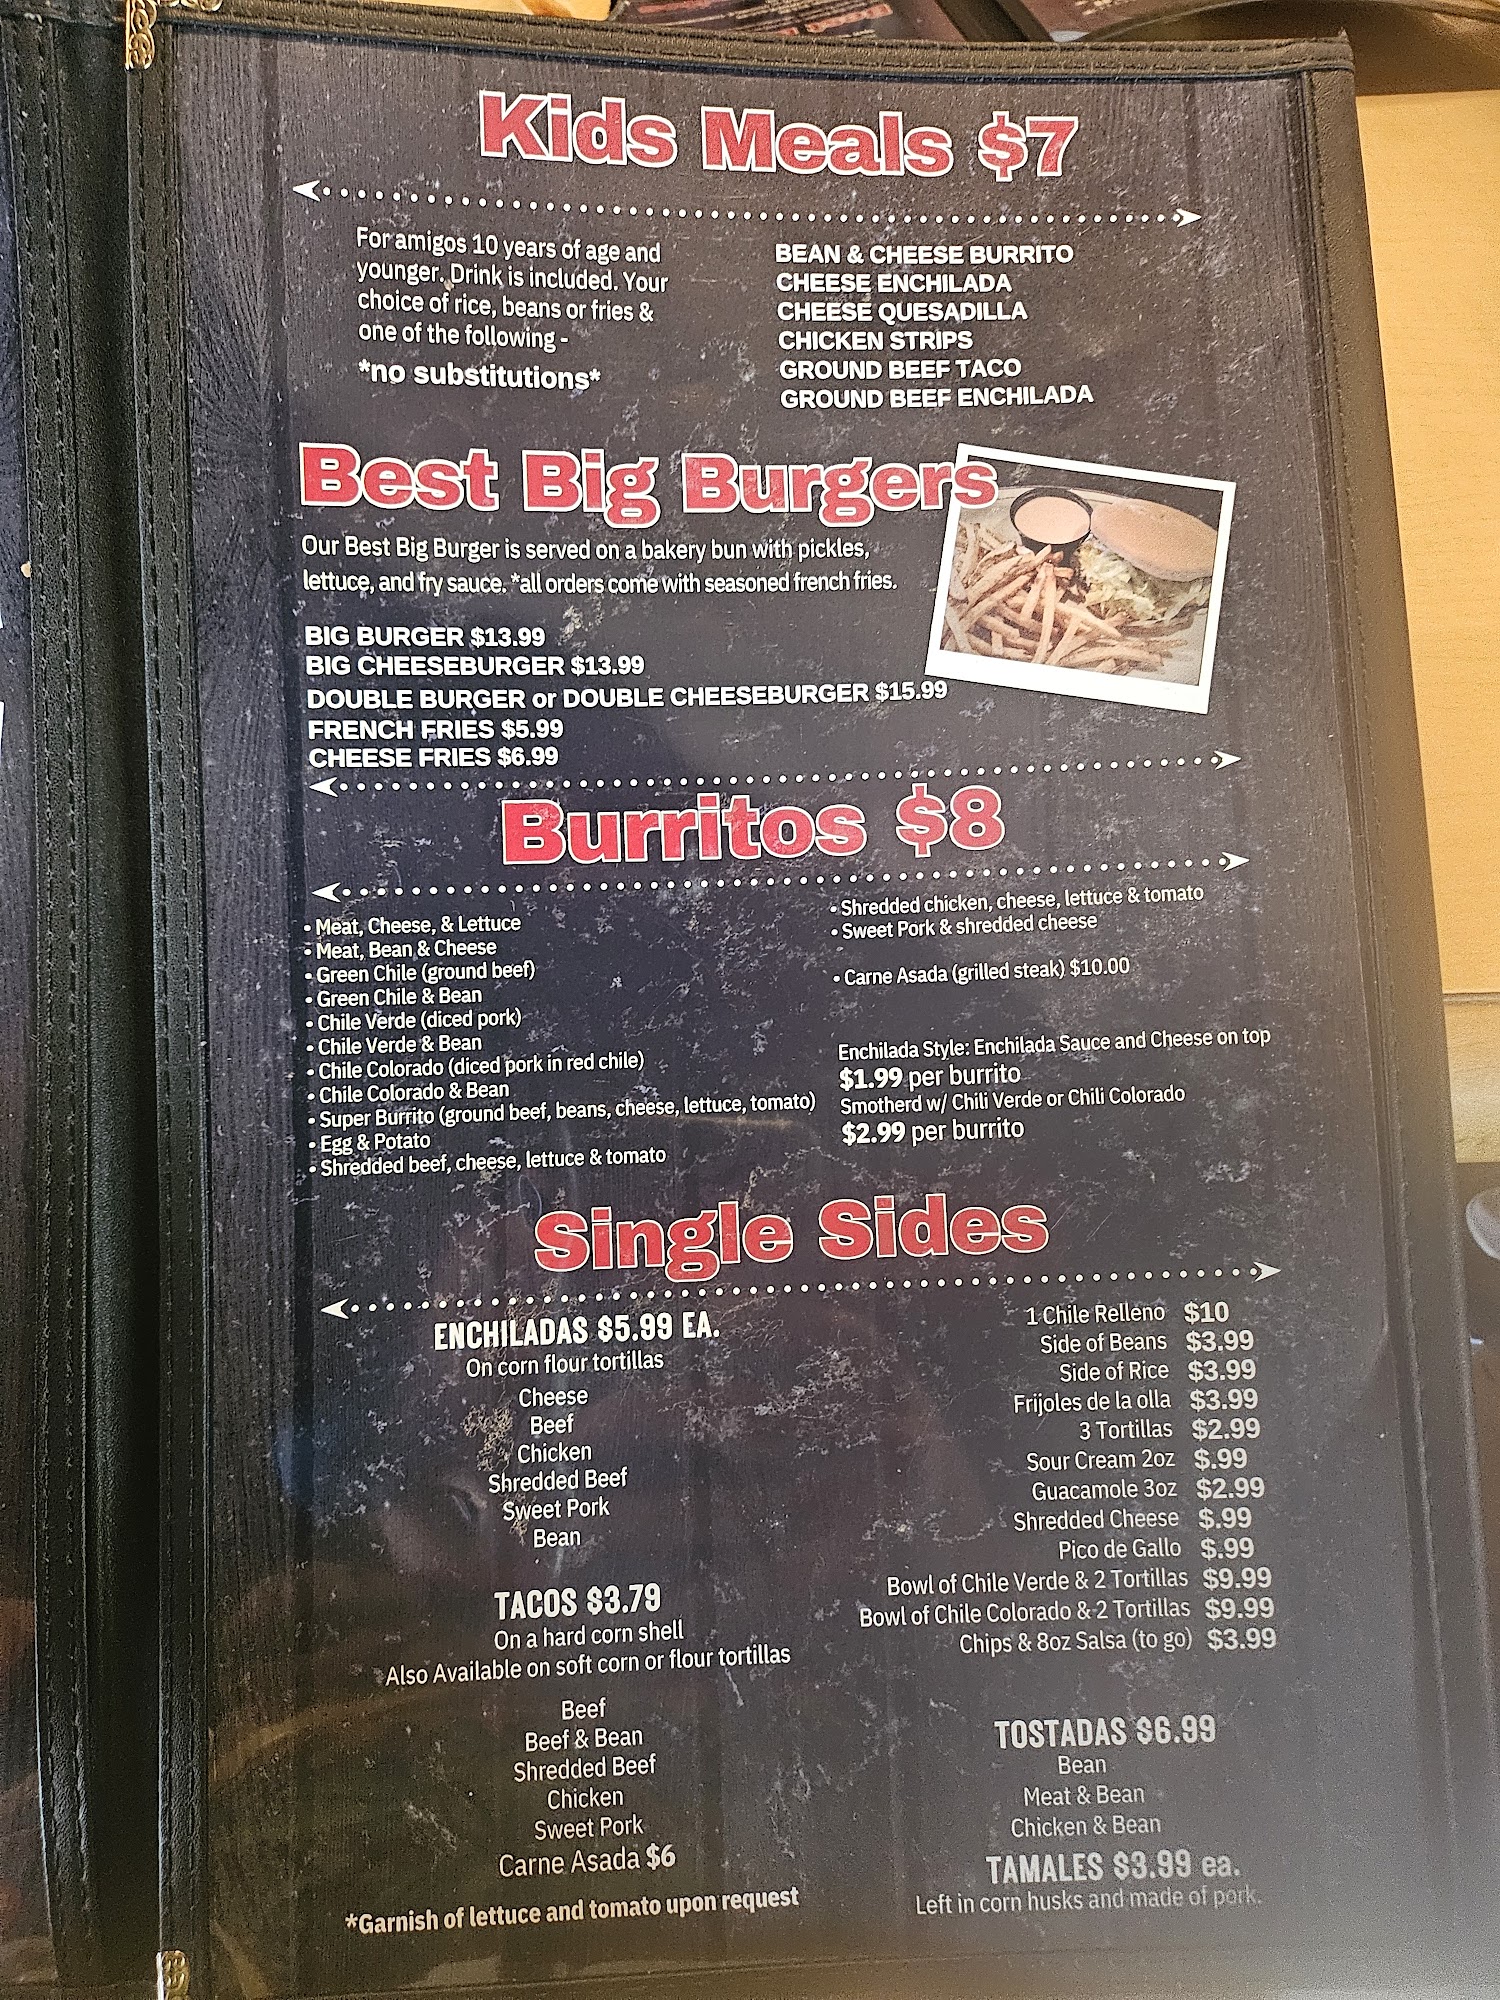 Kids Meals $7
For amigos 10 years of age and
younger. Drink is included. Your
choice of rice, beans or fries &
one of the following -
*no substitutions*
BEAN & CHEESE BURRITO
CHEESE ENCHILADA
CHEESE QUESADILLA
CHICKEN STRIPS
GROUND BEEF TACO
GROUND BEEF ENCHILADA
Best Big Burgers
Our Best Big Burger is served on a bakery bun with pickles,
lettuce, and fry sauce. *all orders come with seasoned french fries.
BIG BURGER $13.99
BIG CHEESEBURGER $13.99
DOUBLE BURGER or DOUBLE CHEESEBURGER $15.99
FRENCH FRIES $5.99
CHEESE FRIES $6.99
Burritos $8
• Meat, Cheese, & Lettuce
• Meat, Bean & Cheese
• Green Chile (ground beef)
• Green Chile & Bean
• Chile Verde (diced pork)
• Chile Verde & Bean
• Chile Colorado (diced pork in red chile)
• Chile Colorado & Bean
• Super Burrito (ground beef, beans, cheese, lettuce, tomato)
• Egg & Potato
• Shredded beef, cheese, lettuce & tomato
• Shredded chicken, cheese, lettuce & tomato
• Sweet Pork & shredded cheese
• Carne Asada (grilled steak) $10.00
Enchilada Style: Enchilada Sauce and Cheese on top
$1.99 per burrito
Smotherd w/ Chili Verde or Chili Colorado
$2.99 per burrito
Single Sides
ENCHILADAS $5.99 EA.
On corn flour tortillas
Cheese
Beef
Chicken
Shredded Beef
Sweet Pork
Bean
TACOS $3.79
On a hard corn shell
Also Available on soft corn or flour tortillas
Beef
Beef & Bean
Shredded Beef
Chicken
Sweet Pork
Carne Asada $6
*Garnish of lettuce and tomato upon request
1 Chile Relleno $10
Side of Beans $3.99
Side of Rice $3.99
Frijoles de la olla $3.99
3 Tortillas $2.99
Sour Cream 2oz $.99
Guacamole 3oz $2.99
Shredded Cheese $.99
Pico de Gallo $.99
Bowl of Chile Verde & 2 Tortillas $9.99
Bowl of Chile Colorado & 2 Tortillas $9.99
Chips & 8oz Salsa (to go) $3.99
TOSTADAS $6.99
Bean
Meat & Bean
Chicken & Bean
TAMALES $3.99 ea.
Left in corn husks and made of pork.